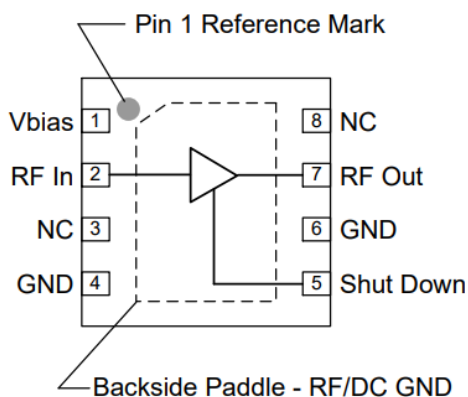 Pin 1 Reference Mark
Vbias 1
8 NC
RF In 2
7 RF Out
NC 3
6 GND
GND 4
5 Shut Down
Backside Paddle - RF/DC GND